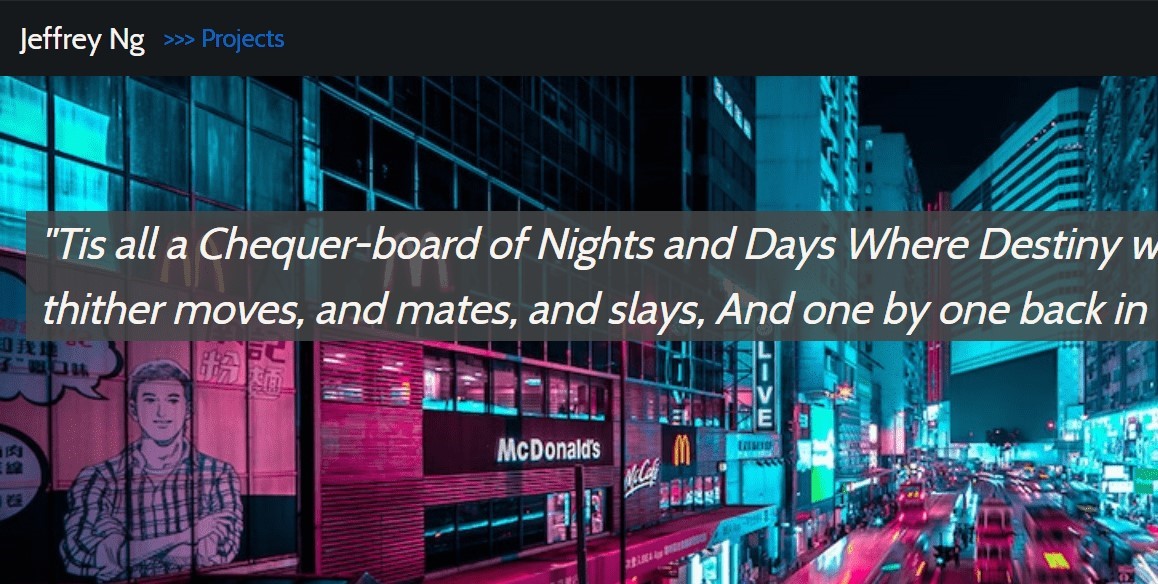 Jeffrey Ng >>> Projects
"Tis all a Chequer-board of Nights and Days Where Destiny w
thither moves, and mates, and slays, And one by one back in
LIVE
McDonald's
McCafé